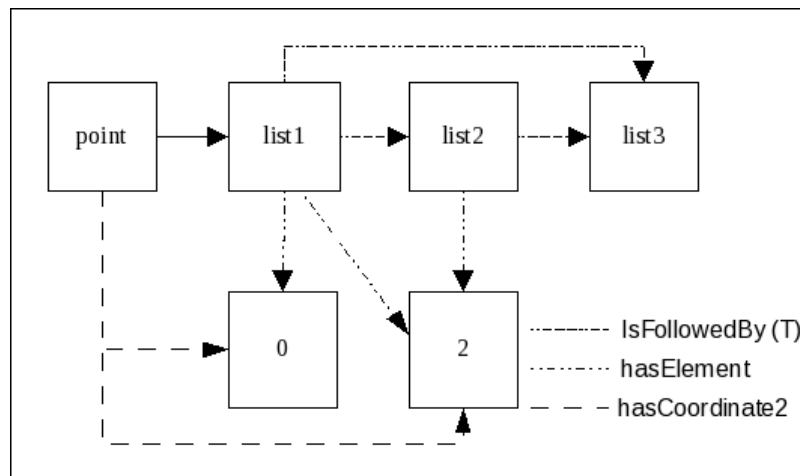 point list1 list2 list3
0 2
IsFollowedBy (T)
hasElement
hasCoordinate2